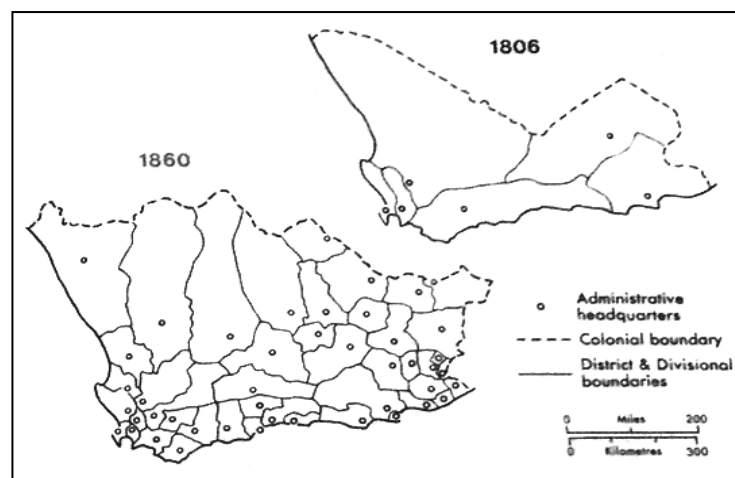 1806
1860
Administrative
headquarters
Colonial boundary
District & Divisional
boundaries
0 Miles 200
0 Kilometres 300